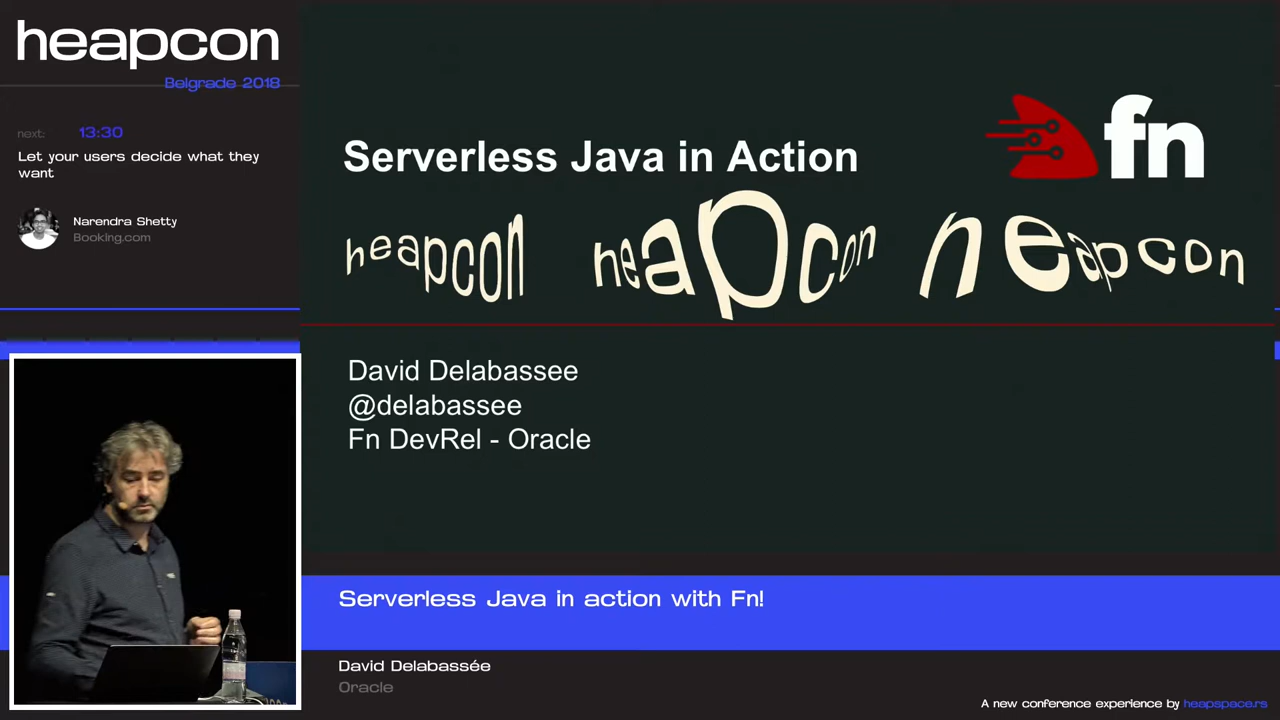 heapcon
Belgrade 2018
next: 13:30
Let your users decide what they
want
Narendra Shetty
Booking.com
Serverless Java in Action
fn
heapcon heapcon heapcon
David Delabassee
@delabassee
Fn DevRel - Oracle
Serverless Java in action with Fn!
David Delabassée
Oracle
A new conference experience by heapspace.rs